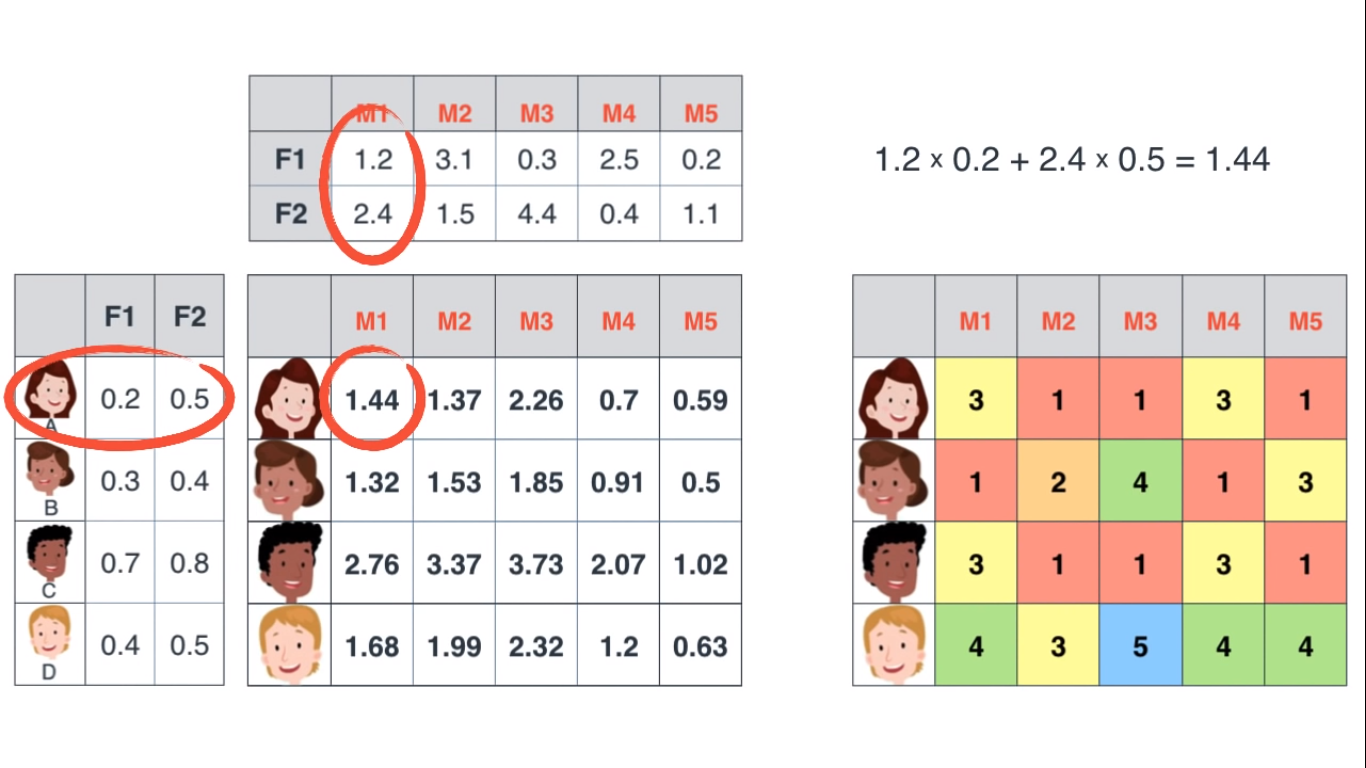 M1 M2 M3 M4 M5
F1 1.2 3.1 0.3 2.5 0.2
F2 2.4 1.5 4.4 0.4 1.1
1.2 × 0.2 + 2.4 × 0.5 = 1.44
F1 F2
A 0.2 0.5
B 0.3 0.4
C 0.7 0.8
D 0.4 0.5
M1 M2 M3 M4 M5
1.44 1.37 2.26 0.7 0.59
1.32 1.53 1.85 0.91 0.5
2.76 3.37 3.73 2.07 1.02
1.68 1.99 2.32 1.2 0.63
M1 M2 M3 M4 M5
3 1 1 3 1
1 2 4 1 3
3 1 1 3 1
4 3 5 4 4